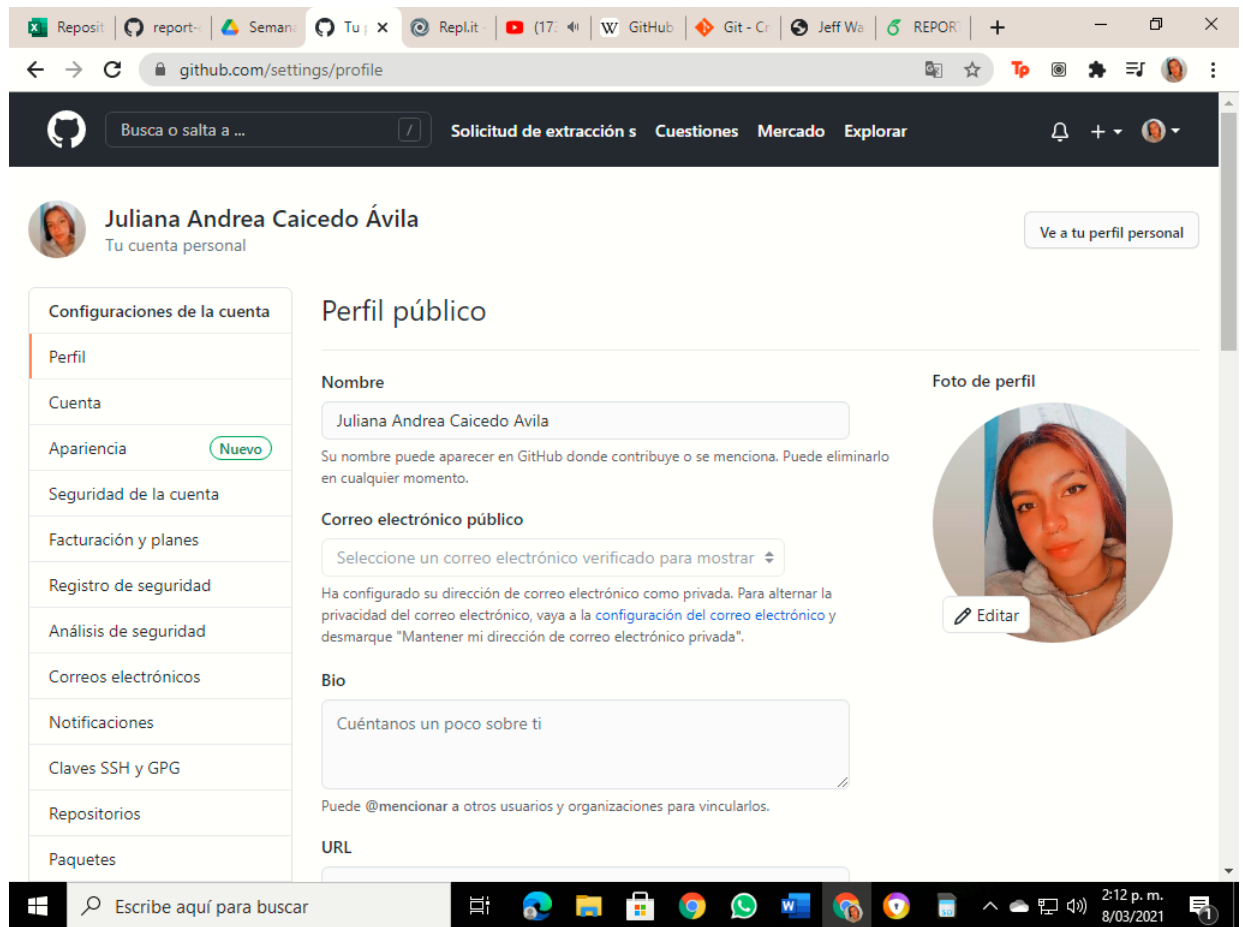 Reposit report- Seman Tu p Repl.it - (17: GitHub Git - Cr Jeff Wa REPOR
github.com/settings/profile
Busca o salta a ... / Solicitud de extracción s Cuestiones Mercado Explorar
Juliana Andrea Caicedo Ávila
Tu cuenta personal
Ve a tu perfil personal
Configuraciones de la cuenta
Perfil
Cuenta
Apariencia Nuevo
Seguridad de la cuenta
Facturación y planes
Registro de seguridad
Análisis de seguridad
Correos electrónicos
Notificaciones
Claves SSH y GPG
Repositorios
Paquetes
Perfil público
Nombre
Juliana Andrea Caicedo Avila
Su nombre puede aparecer en GitHub donde contribuye o se menciona. Puede eliminarlo
en cualquier momento.
Correo electrónico público
Seleccione un correo electrónico verificado para mostrar
Ha configurado su dirección de correo electrónico como privada. Para alternar la
privacidad del correo electrónico, vaya a la configuración del correo electrónico y
desmarque "Mantener mi dirección de correo electrónico privada".
Bio
Cuéntanos un poco sobre ti
Puede @mencionar a otros usuarios y organizaciones para vincularlos.
URL
Foto de perfil
Editar
Escribe aquí para buscar
2:12 p. m.
8/03/2021